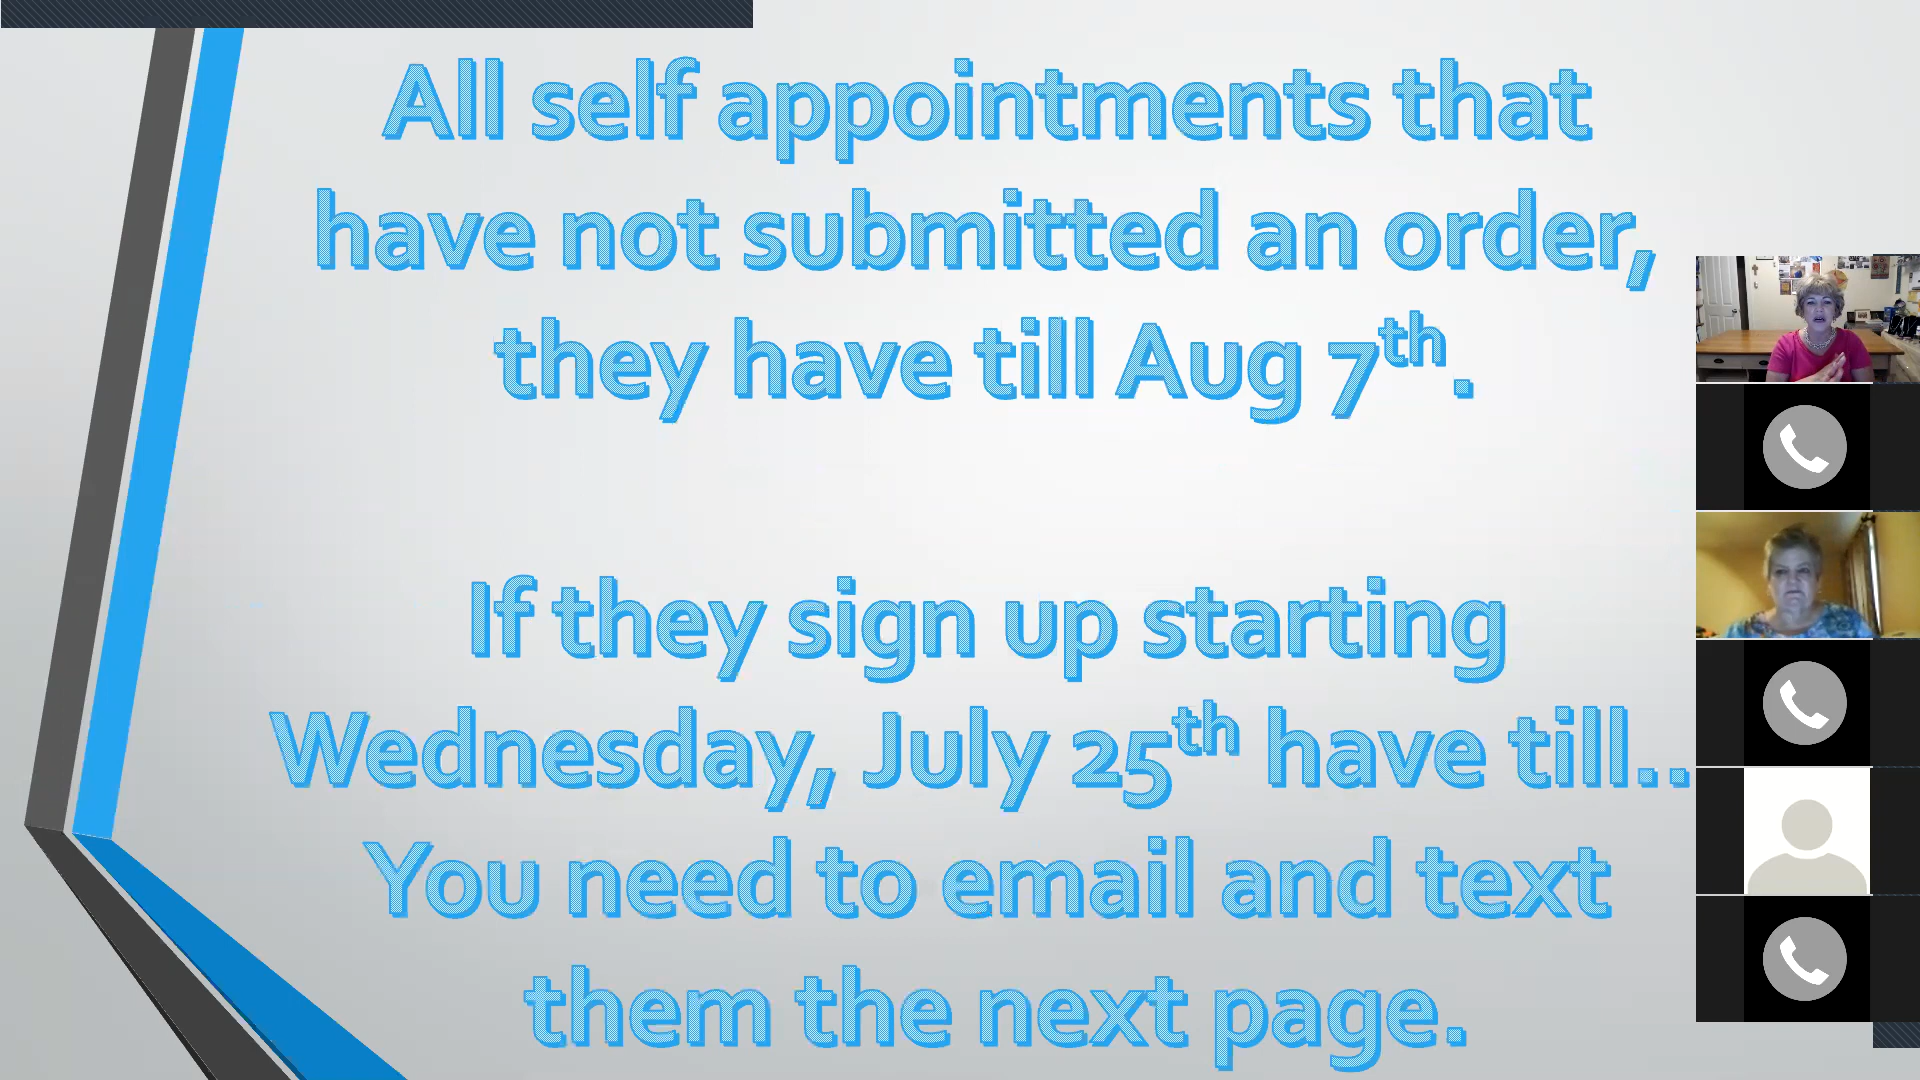 All self appointments that
have not submitted an order,
they have till Aug 7th.
If they sign up starting
Wednesday, July 25th have till..
You need to email and text
them the next page.